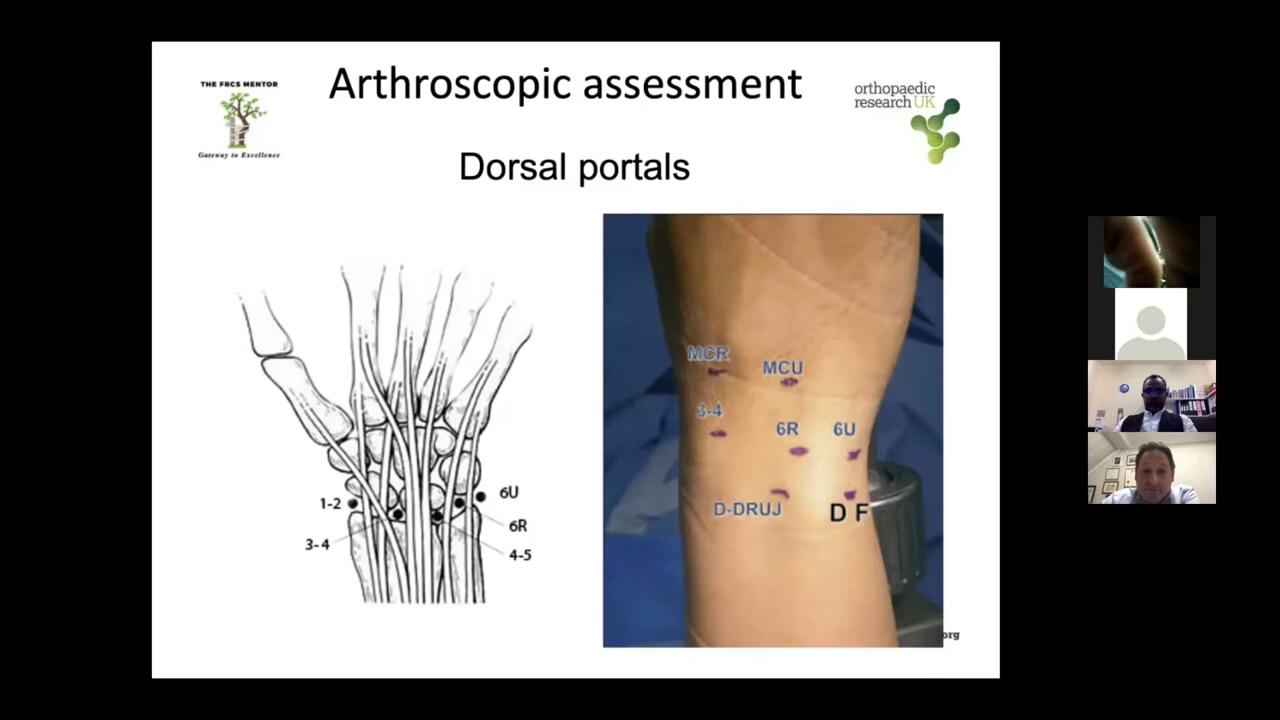 THE FRCS MENTOR
Gateway to Excellence
Arthroscopic assessment
orthopaedic
research UK
Dorsal portals
1-2
3-4
6U
6R
4-5
MCR
MCU
3-4
6R
6U
D-DRUJ
D F
org